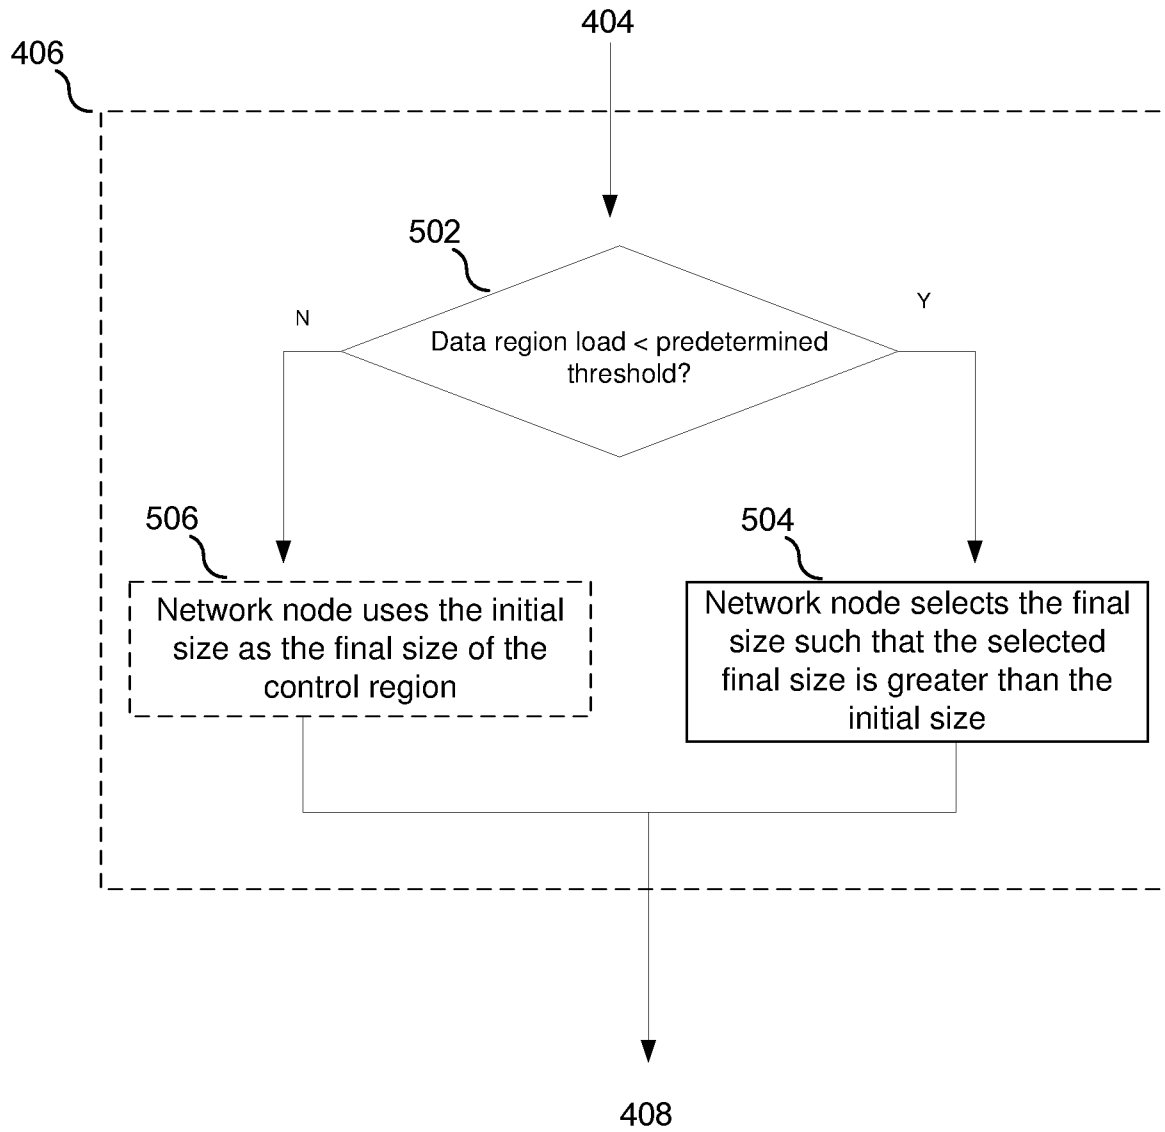 404
406
502
N
Y
Data region load < predetermined
threshold?
506
504
Network node uses the initial
size as the final size of the
control region
Network node selects the final
size such that the selected
final size is greater than the
initial size
408